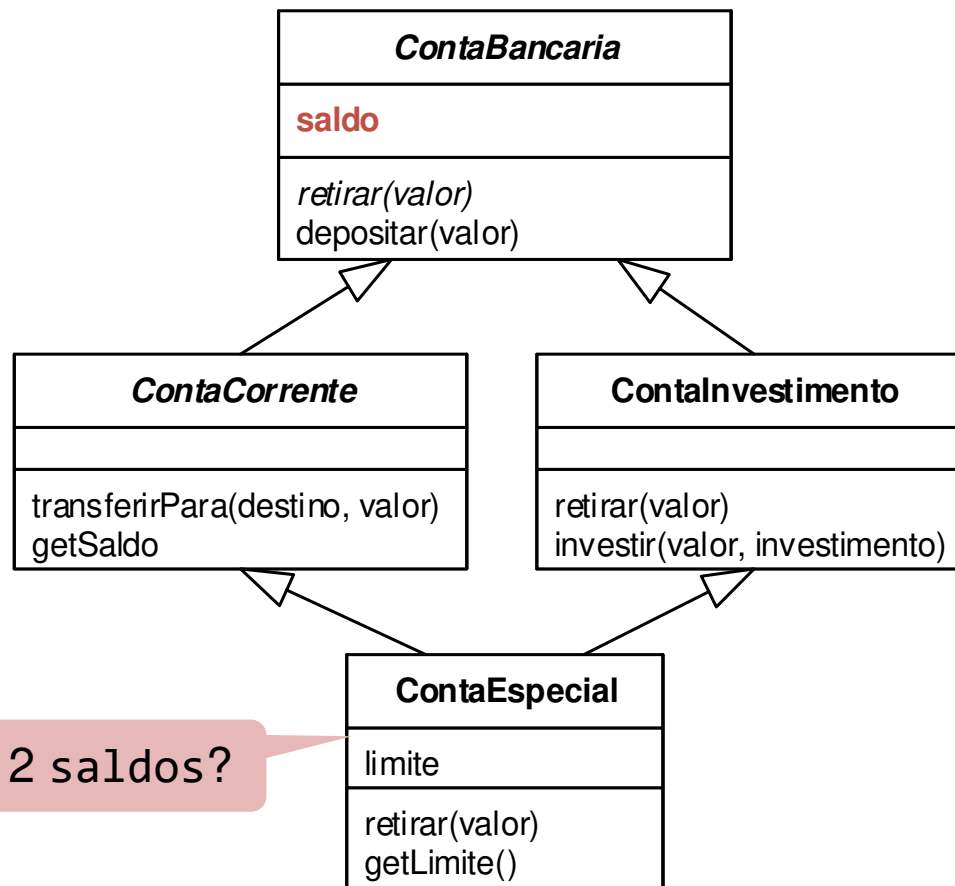 ContaBancaria
saldo
retirar(valor)
depositar(valor)
ContaCorrente
transferirPara(destino, valor)
getSaldo
ContaInvestimento
retirar(valor)
investir(valor, investimento)
ContaEspecial
2 saldos?
limite
retirar(valor)
getLimite()